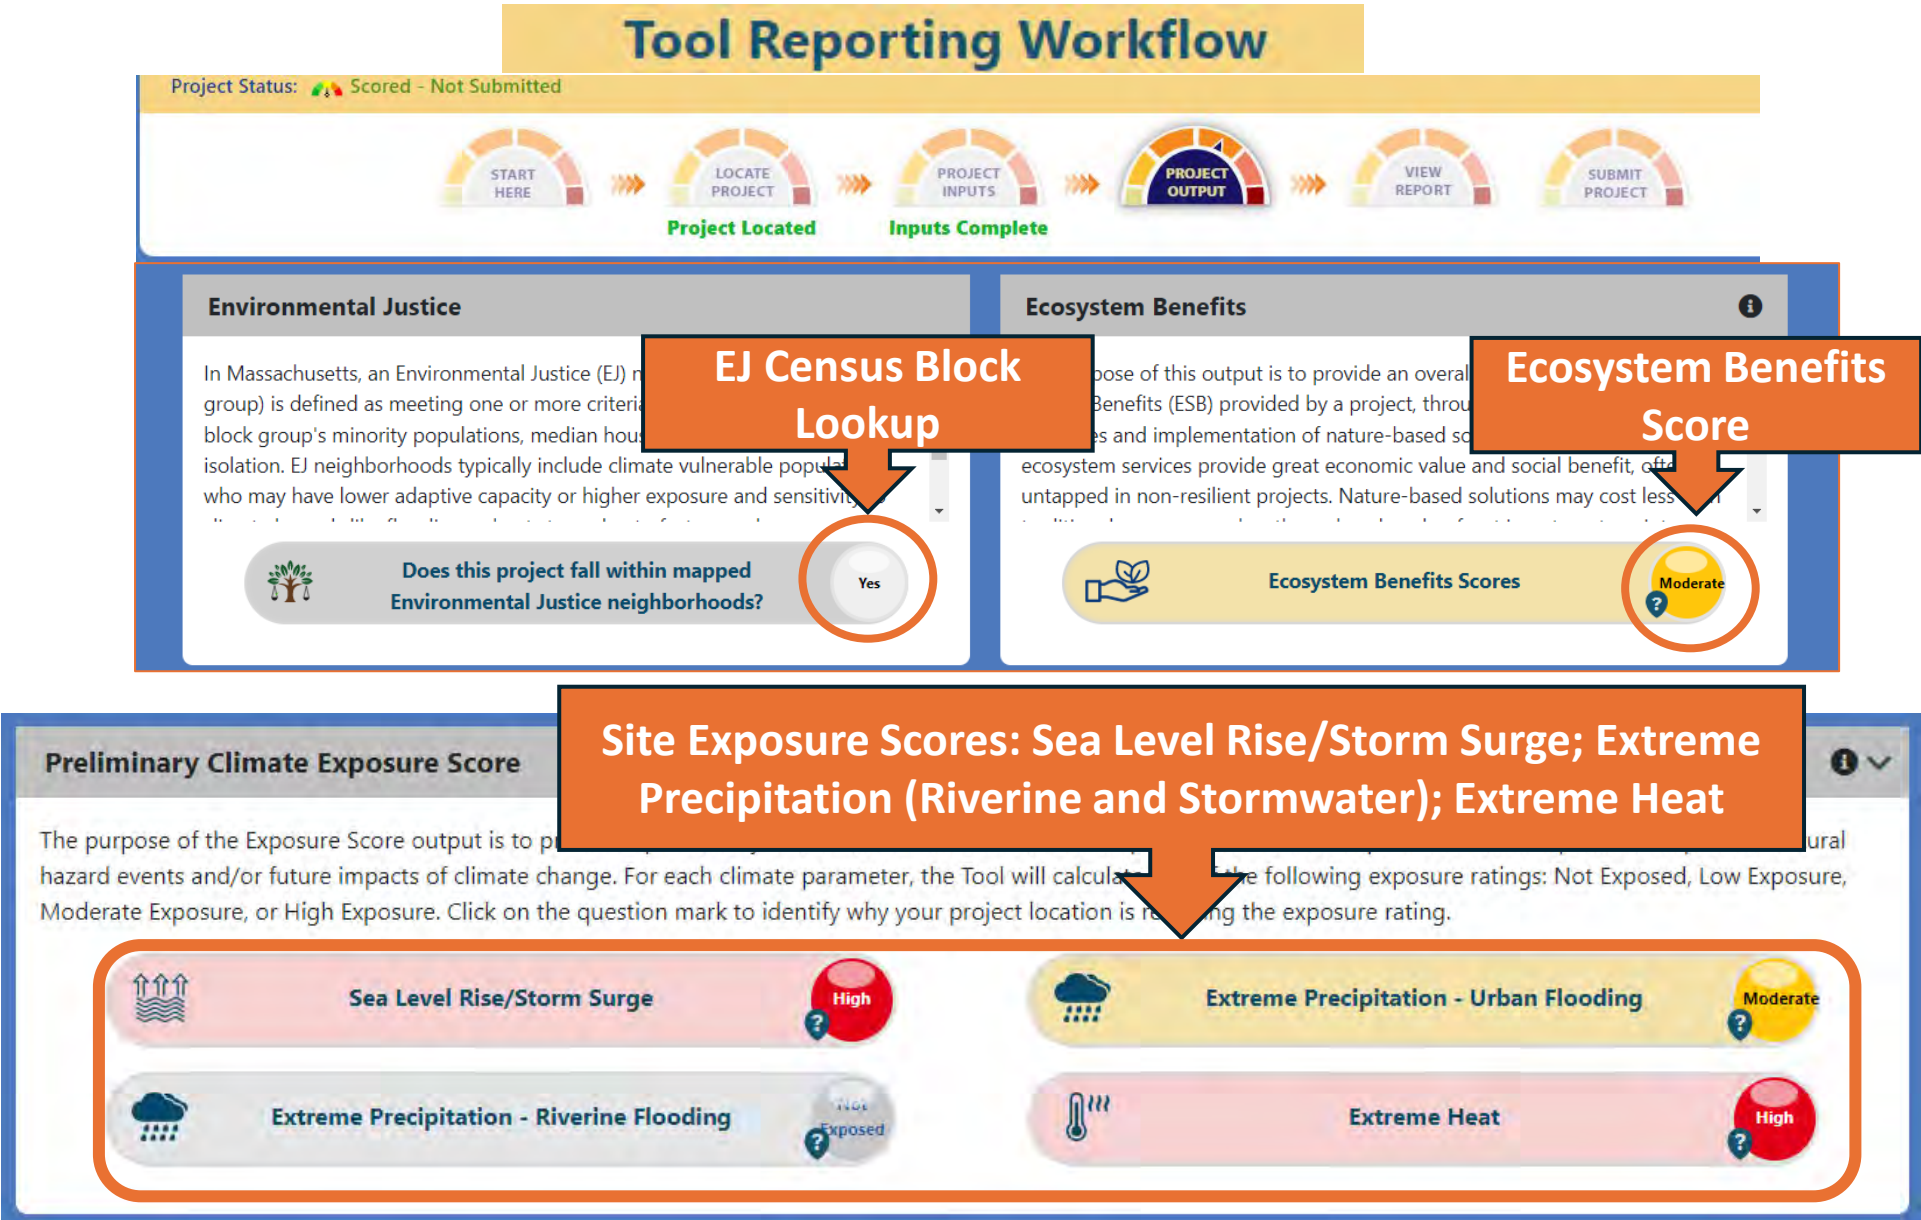 Tool Reporting Workflow
Project Status: Scored - Not Submitted
START
HERE
LOCATE
PROJECT
PROJECT
INPUTS
PROJECT
OUTPUT
VIEW
REPORT
SUBMIT
PROJECT
Project Located
Inputs Complete
Environmental Justice
In Massachusetts, an Environmental Justice (EJ)
group) is defined as meeting one or more
block group's minority populations, median
isolation. EJ neighborhoods typically include climate vulnerable
who may have lower adaptive capacity or higher exposure and
EJ Census Block
Lookup
Does this project fall within mapped
Environmental Justice neighborhoods?
Yes
Ecosystem Benefits
of this output is to provide an
Benefits (ESB) provided by a project,
and implementation of nature-based
ecosystem services provide great economic value and social benefit,
untapped in non-resilient projects. Nature-based solutions may cost less
Ecosystem Benefits
Score
Ecosystem Benefits Scores
Moderate
?
Site Exposure Scores: Sea Level Rise/Storm Surge; Extreme
Precipitation (Riverine and Stormwater); Extreme Heat
Preliminary Climate Exposure Score
The purpose of the Exposure Score output is to
hazard events and/or future impacts of climate change. For each climate parameter, the Tool will the following exposure ratings: Not Exposed, Low Exposure,
Moderate Exposure, or High Exposure. Click on the question mark to identify why your project location is the exposure rating.
Sea Level Rise/Storm Surge
High
?
Extreme Precipitation - Urban Flooding
Moderate
?
Extreme Precipitation - Riverine Flooding
Not
Exposed
?
Extreme Heat
High
?